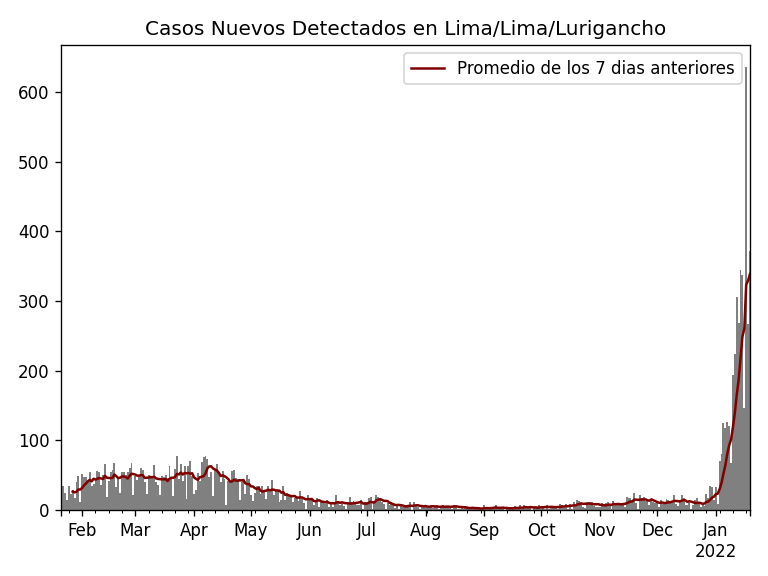 Casos Nuevos Detectados en Lima/Lima/Lurigancho
Promedio de los 7 dias anteriores
600
500
400
300
200
100
0
Feb Mar Apr May Jun Jul Aug Sep Oct Nov Dec Jan
2022